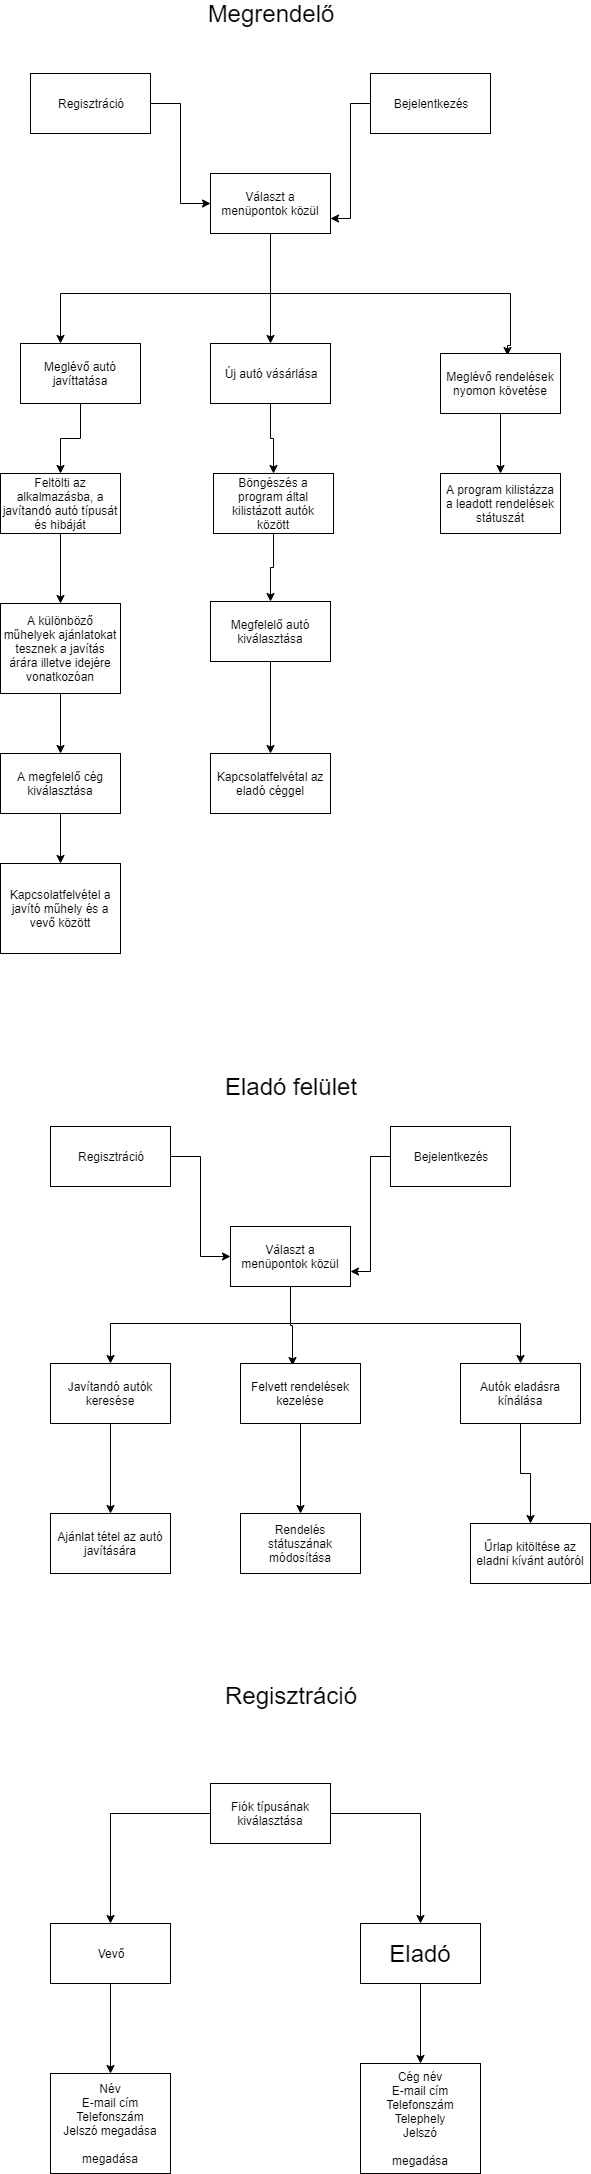 Megrendelő
Regisztráció
Bejelentkezés
Választ a
menüpontok közül
Meglévő autó
javíttatása
Új autó vásárlása
Meglévő rendelések
nyomon követése
Feltölti az
alkalmazásba, a
javítandó autó típusát
és hibáját
Böngészés a
program által
kilistázott autók
között
A program kilistázza
a leadott rendelések
státuszát
A különböző
műhelyek ajánlatokat
tesznek a javítás
árára illetve idejére
vonatkozóan
Megfelelő autó
kiválasztása
A megfelelő cég
kiválasztása
Kapcsolatfelvétal az
eladó céggel
Kapcsolatfelvétel a
javító műhely és a
vevő között
Eladó felület
Regisztráció
Bejelentkezés
Választ a
menüpontok közül
Javítandó autók
keresése
Felvett rendelések
kezelése
Autók eladásra
kínálása
Ajánlat tétel az autó
javítására
Rendelés
státuszának
módosítása
Űrlap kitöltése az
eladni kívánt autóról
Regisztráció
Fiók típusának
kiválasztása
Vevő
Eladó
Név
E-mail cím
Telefonszám
Jelszó megadása
megadása
Cég név
E-mail cím
Telefonszám
Telephely
Jelszó
megadása